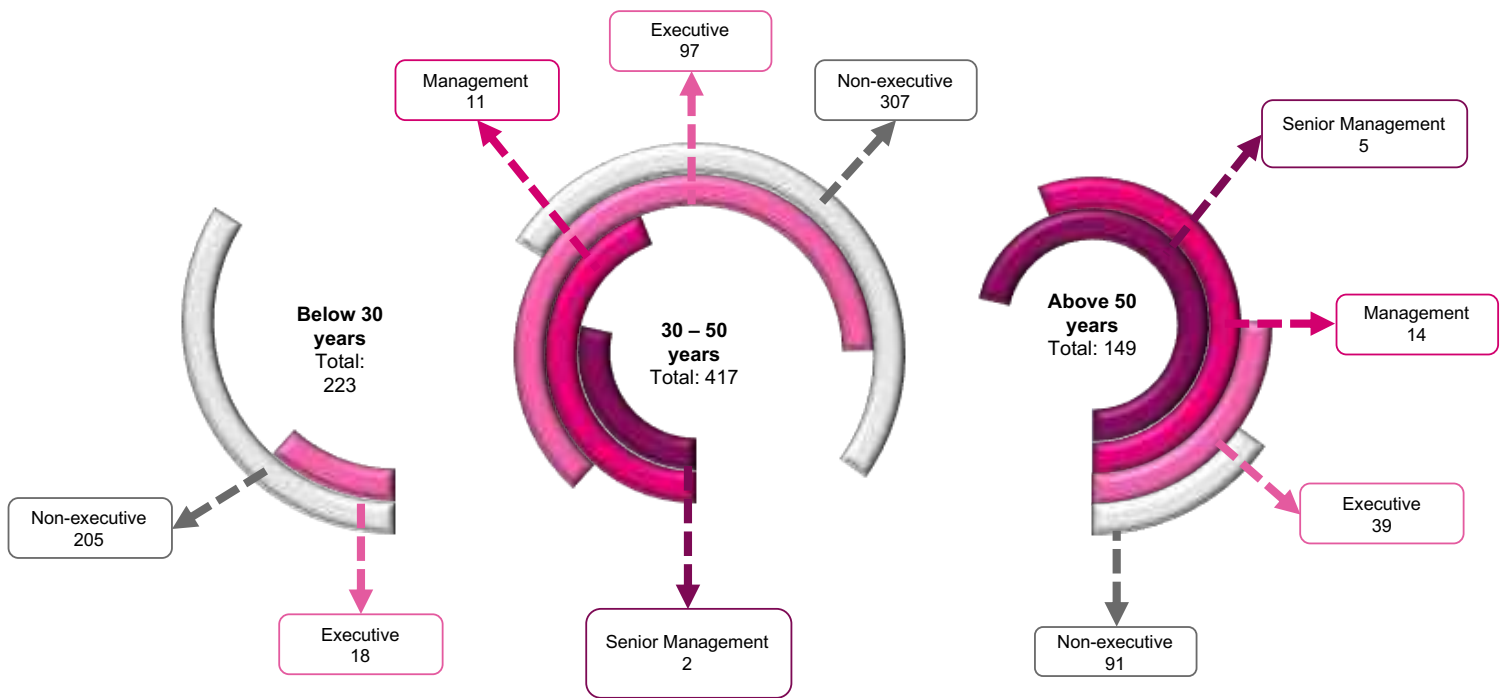 Executive
97
Management
11
Non-executive
307
Senior Management
5
Below 30
years
Total:
223
30 – 50
years
Total: 417
Above 50
years
Total: 149
Management
14
Non-executive
205
Executive
39
Executive
18
Senior Management
2
Non-executive
91